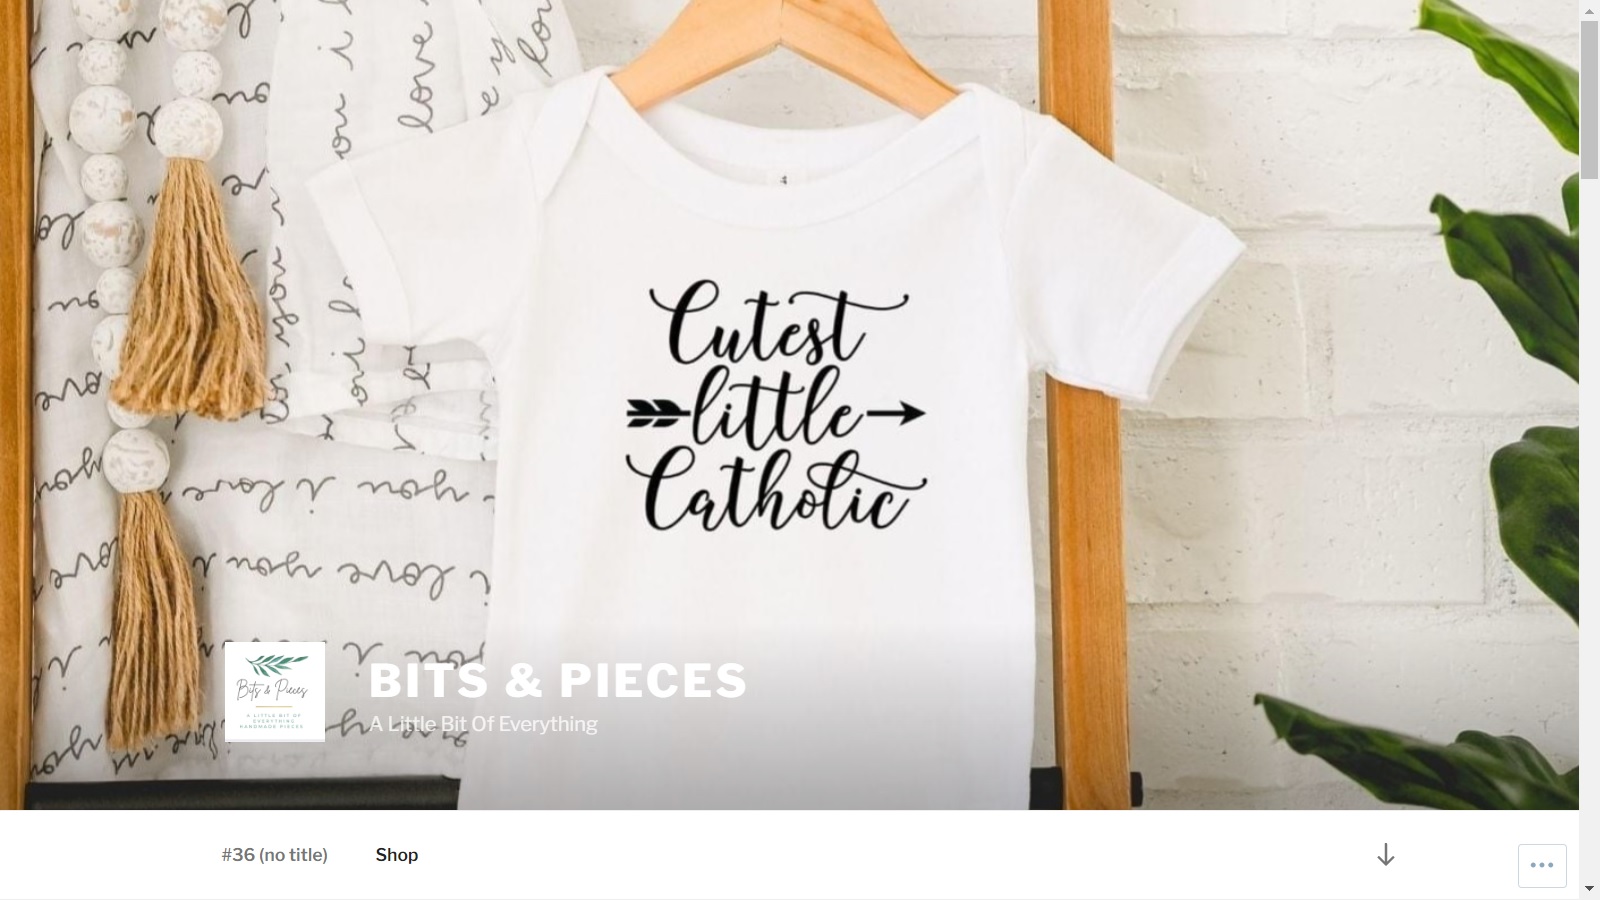 Cutest
little
Catholic
Bits & Pieces
A LITTLE BIT OF
EVERYTHING
HANDMADE PIECES
BITS & PIECES
A Little Bit Of Everything
#36 (no title)
Shop